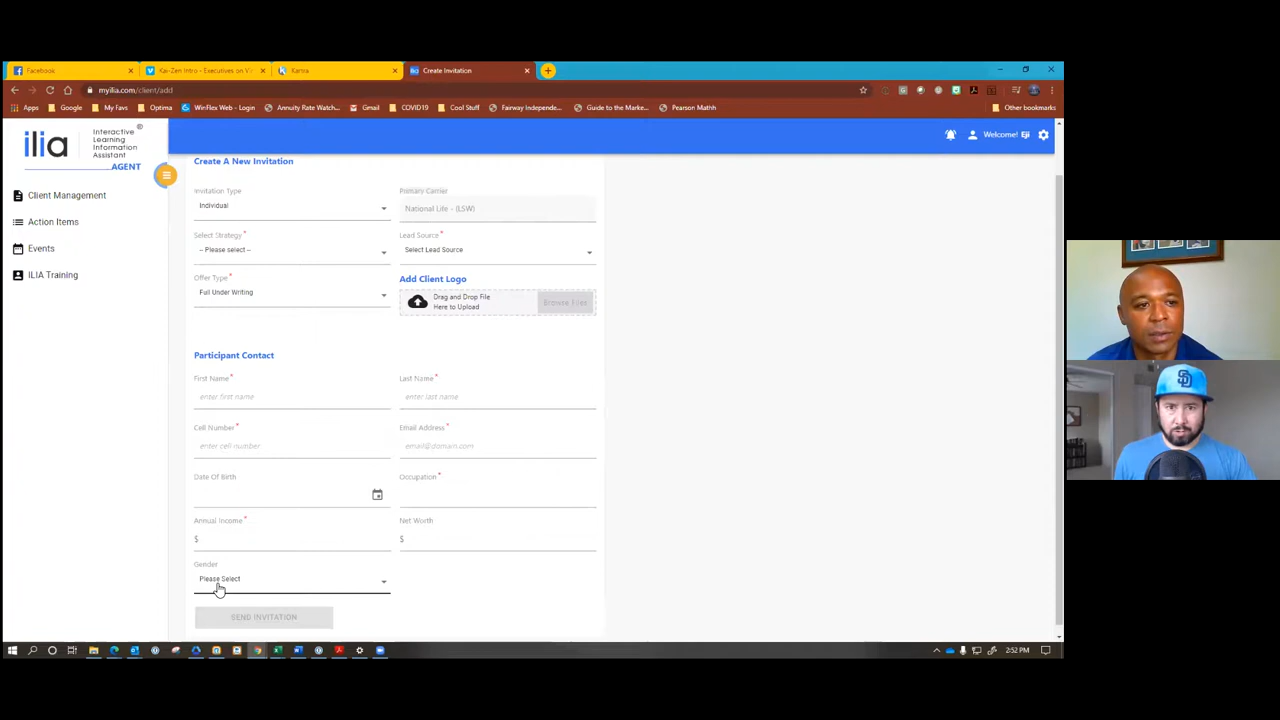 Facebook
Kai-Zen Intro - Executives on Vi
Kanva
Create Invitation
myilia.com/client/add
Apps
Google
My Favs
Optima
WinFlex Web - Login
Annuity Rate Watch...
Gmail
COVID19
Cool Stuff
Fairway Independe...
Guide to the Marke...
Pearson Mathh
Other bookmarks
ilia
Interactive
Learning
Information
Assistant
®
AGENT
Welcome! Eji
Client Management
Action Items
Events
ILIA Training
Create A New Invitation
Invitation Type
Primary Carrier
Individual
National Life - (LSW)
Select Strategy *
Lead Source *
-- Please select --
Select Lead Source
Offer Type *
Add Client Logo
Full Under Writing
Drag and Drop File
Here to Upload
Browse Files
Participant Contact
First Name *
Last Name *
enter first name
enter last name
Cell Number *
Email Address *
enter cell number
email@domain.com
Date Of Birth
Occupation *
Annual Income *
Net Worth
$
$
Gender
Please Select
SEND INVITATION
2:52 PM
SD